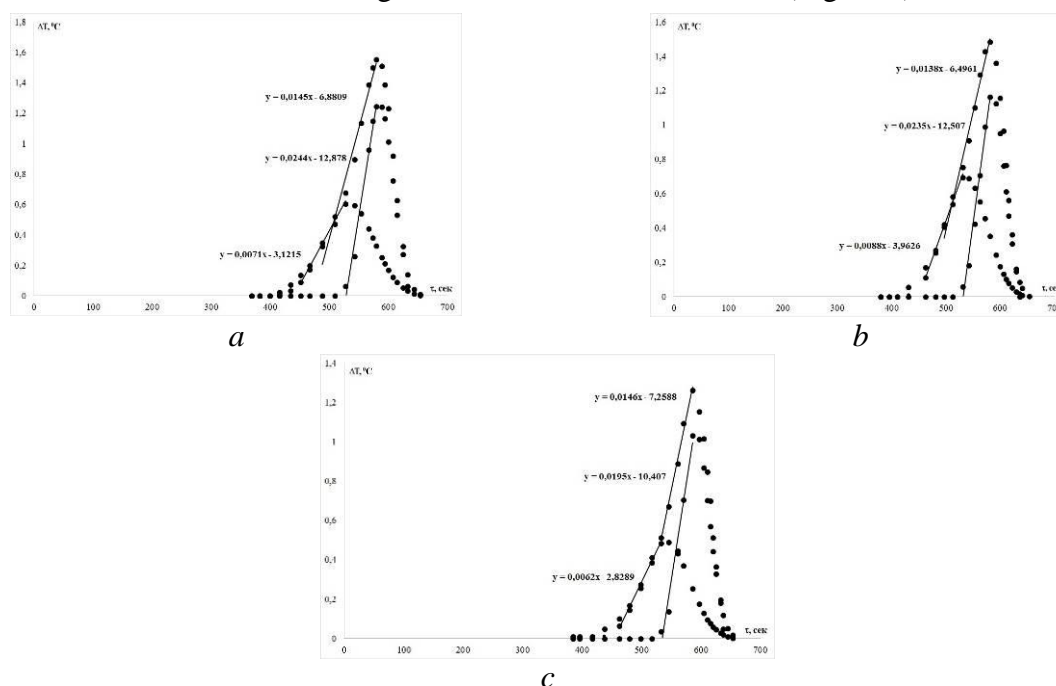 ΔT, ⁰C
1,8
1,6
1,4
1,2
1
0,8
0,6
0,4
0,2
0
0 100 200 300 400 500 600 700
τ, сек
y = 0,0145x - 6,8809
y = 0,0244x - 12,878
y = 0,0071x - 3,1215
a
ΔT, ⁰C
1,6
1,4
1,2
1
0,8
0,6
0,4
0,2
0
0 100 200 300 400 500 600
τ, сек
y = 0,0138x - 6,4961
y = 0,0235x - 12,507
y = 0,0088x - 3,9626
b
ΔT, ⁰C
1,4
1,2
1
0,8
0,6
0,4
0,2
0
0 100 200 300 400 500 600 700
τ, сек
y = 0,0146x - 7,2588
y = 0,0195x - 10,407
y = 0,0062x - 2,8289
c